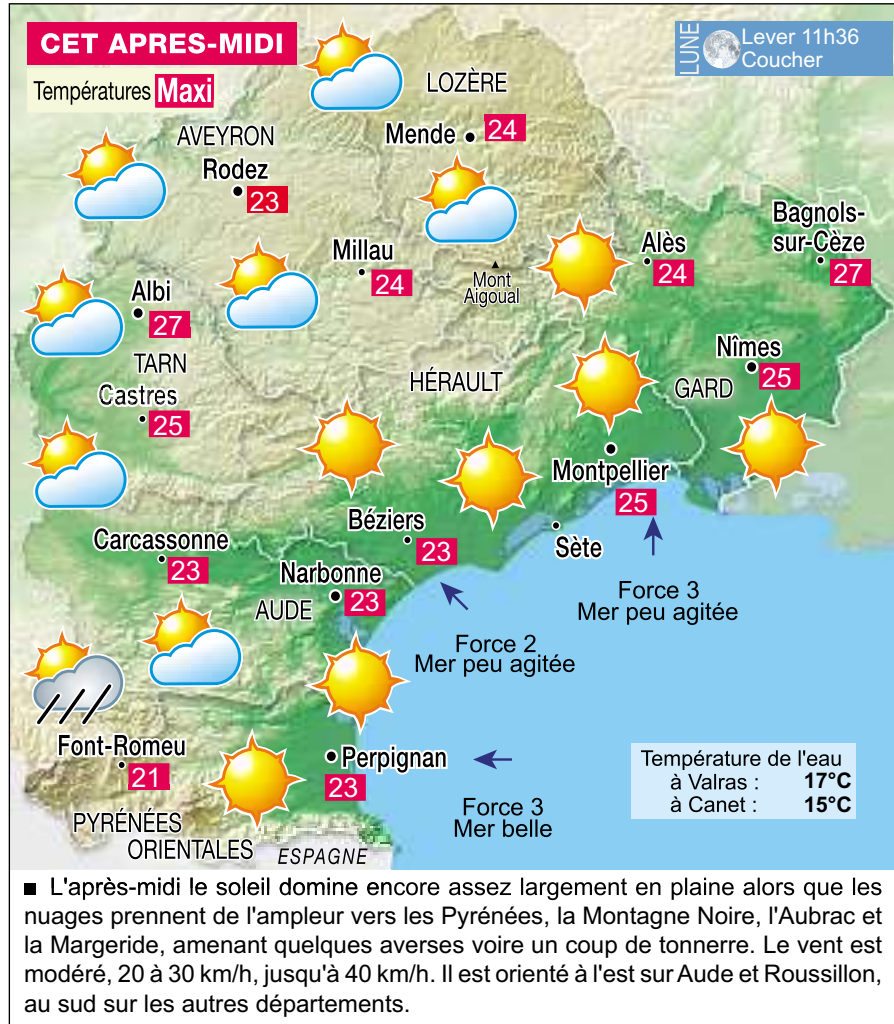 CET APRES-MIDI
Températures Maxi
LUNE
Lever 11h36
Coucher
LOZÈRE
AVEYRON
Mende
24
Rodez
23
Bagnols-
sur-Cèze
27
Millau
24
Mont
Aigoual
Alès
24
Albi
27
TARN
Castres
25
HÉRAULT
Nîmes
25
GARD
Montpellier
25
Béziers
23
Sète
Carcassonne
23
Narbonne
23
AUDE
Force 3
Mer peu agitée
Force 2
Mer peu agitée
Font-Romeu
21
Perpignan
23
Force 3
Mer belle
Température de l'eau
à Valras : 17°C
à Canet : 15°C
PYRÉNÉES
ORIENTALES
ESPAGNE
■ L'après-midi le soleil domine encore assez largement en plaine alors que les
nuages prennent de l'ampleur vers les Pyrénées, la Montagne Noire, l'Aubrac et
la Margeride, amenant quelques averses voire un coup de tonnerre. Le vent est
modéré, 20 à 30 km/h, jusqu'à 40 km/h. Il est orienté à l'est sur Aude et Roussillon,
au sud sur les autres départements.